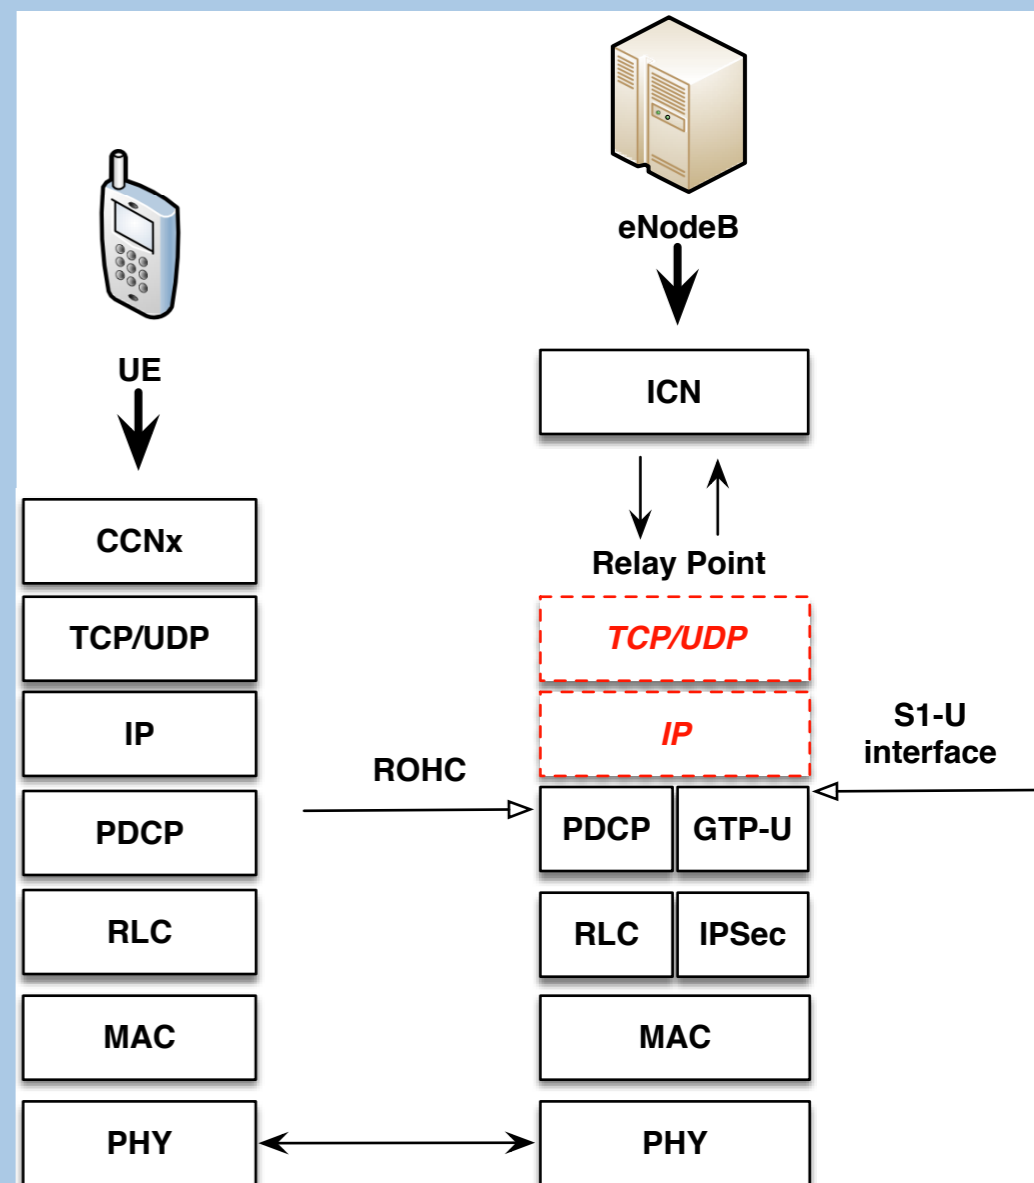 eNodeB
UE
ICN
CCNx
Relay Point
TCP/UDP
TCP/UDP
IP
IP
S1-U
interface
ROHC
PDCP
PDCP
GTP-U
RLC
RLC
IPSec
MAC
MAC
PHY
PHY